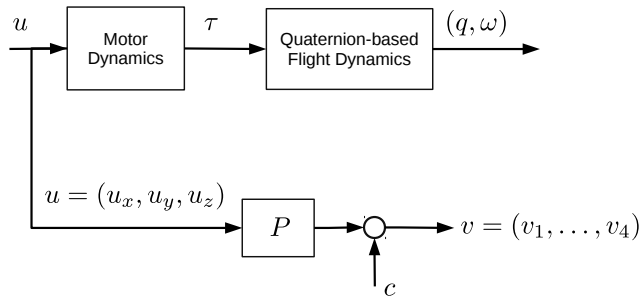 u
Motor
Dynamics
τ
Quaternion-based
Flight Dynamics
(q, ω)
u = (u_x, u_y, u_z)
P
v = (v_1, . . . , v_4)
c